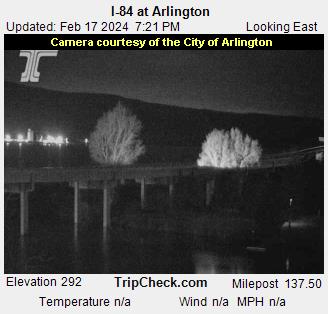 I-84 at Arlington
Updated: Feb 17 2024 7:21 PM Looking East
Camera courtesy of the City of Arlington
Elevation 292 TripCheck.com Milepost 137.50
Temperature n/a Wind n/a MPH n/a